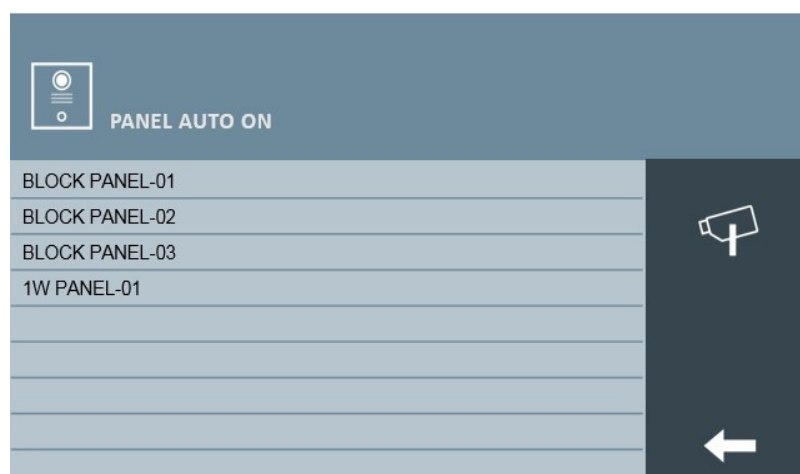 PANEL AUTO ON
BLOCK PANEL-01
BLOCK PANEL-02
BLOCK PANEL-03
1W PANEL-01